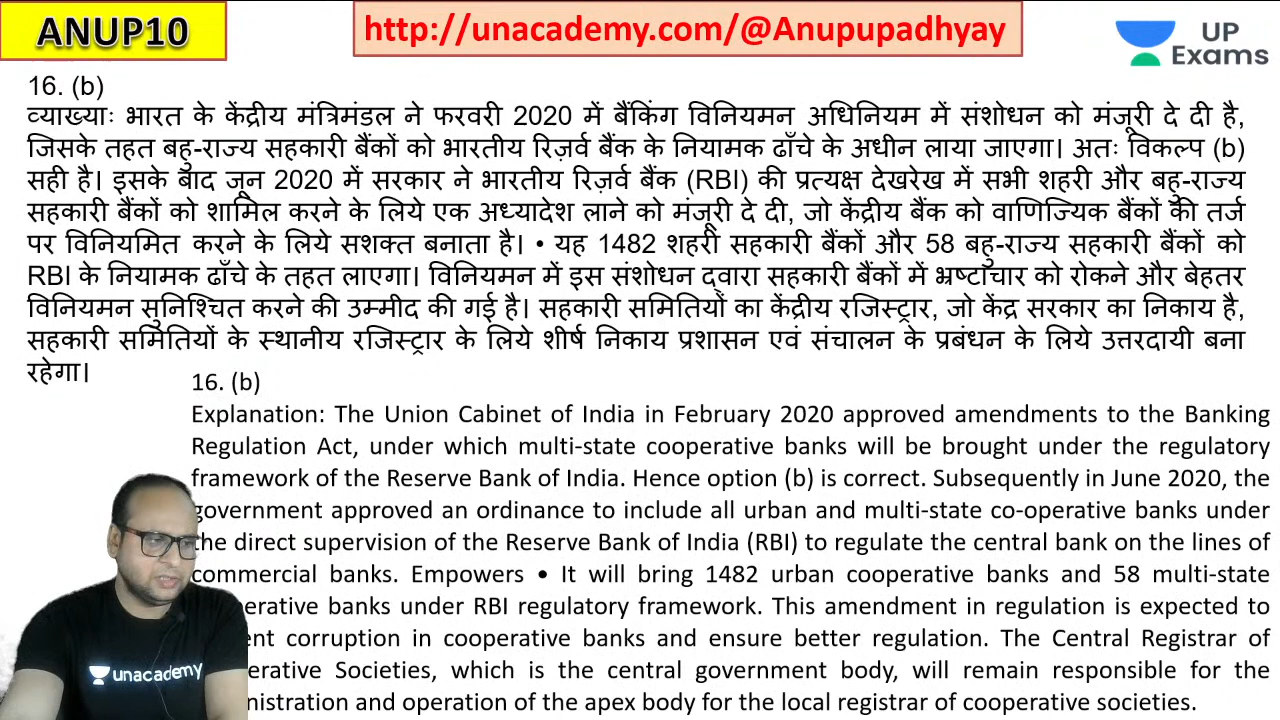 ANUP10
http://unacademy.com/@Anupupadhyay
UP
Exams
16. (b)
व्याख्याः भारत के केंद्रीय मंत्रिमंडल ने फरवरी 2020 में बैंकिंग विनियमन अधिनियम में संशोधन को मंजूरी दे दी है,
जिसके तहत बहु-राज्य सहकारी बैंकों को भारतीय रिज़र्व बैंक के नियामक ढाँचे के अधीन लाया जाएगा। अतः विकल्प (b)
सही है। इसके बाद जून 2020 में सरकार ने भारतीय रिज़र्व बैंक (RBI) की प्रत्यक्ष देखरेख में सभी शहरी और बहु-राज्य
सहकारी बैंकों को शामिल करने के लिये एक अध्यादेश लाने को मंजूरी दे दी, जो केंद्रीय बैंक को वाणिज्यिक बैंकों की तर्ज
पर विनियमित करने के लिये सशक्त बनाता है। • यह 1482 शहरी सहकारी बैंकों और 58 बहु-राज्य सहकारी बैंकों को
RBI के नियामक ढाँचे के तहत लाएगा। विनियमन में इस संशोधन द्वारा सहकारी बैंकों में भ्रष्टाचार को रोकने और बेहतर
विनियमन सुनिश्चित करने की उम्मीद की गई है। सहकारी समितियों का केंद्रीय रजिस्ट्रार, जो केंद्र सरकार का निकाय है,
सहकारी समितियों के स्थानीय रजिस्ट्रार के लिये शीर्ष निकाय प्रशासन एवं संचालन के प्रबंधन के लिये उत्तरदायी बना
रहेगा।
16. (b)
Explanation: The Union Cabinet of India in February 2020 approved amendments to the Banking
Regulation Act, under which multi-state cooperative banks will be brought under the regulatory
framework of the Reserve Bank of India. Hence option (b) is correct. Subsequently in June 2020, the
government approved an ordinance to include all urban and multi-state co-operative banks under
the direct supervision of the Reserve Bank of India (RBI) to regulate the central bank on the lines of
commercial banks. Empowers • It will bring 1482 urban cooperative banks and 58 multi-state
banks under RBI regulatory framework. This amendment in regulation is expected to
corruption in cooperative banks and ensure better regulation. The Central Registrar of
Societies, which is the central government body, will remain responsible for the
and operation of the apex body for the local registrar of cooperative societies.
unacademy